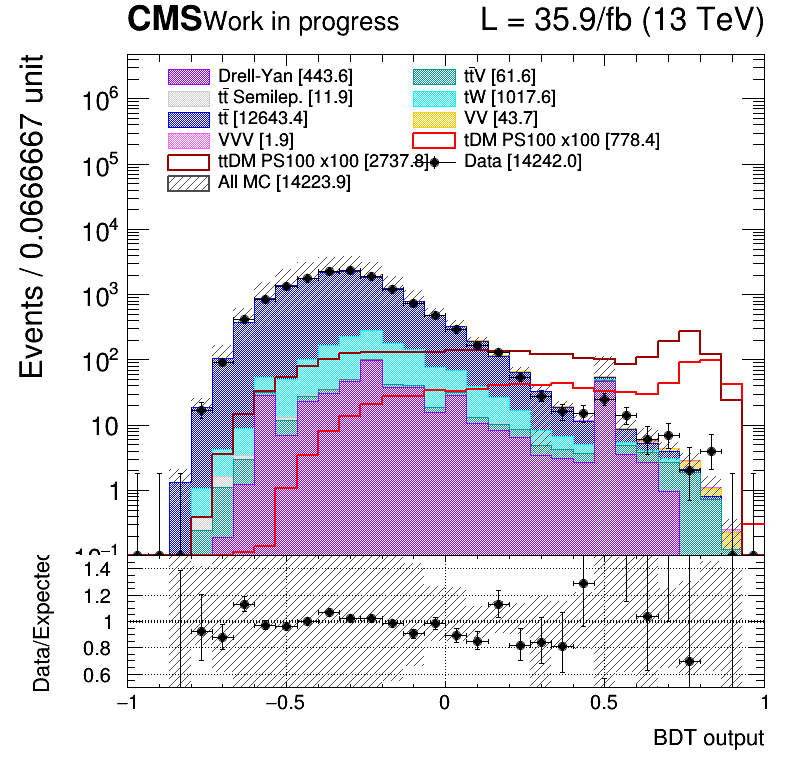 CMS Work in progress L = 35.9/fb (13 TeV)
Events / 0.0666667 unit
Drell-Yan [443.6] tt̄V [61.6]
tt̄ Semilep. [11.9] tW [1017.6]
tt̄ [12643.4] VV [43.7]
VVV [1.9] tDM PS100 x100 [778.4]
ttDM PS100 x100 [2737.8] Data [14242.0]
All MC [14223.9]
10⁶
10⁵
10⁴
10³
10²
10
1
10⁻¹
Data/Expected
1.4
1.2
1
0.8
0.6
−1 −0.5 0 0.5 1
BDT output